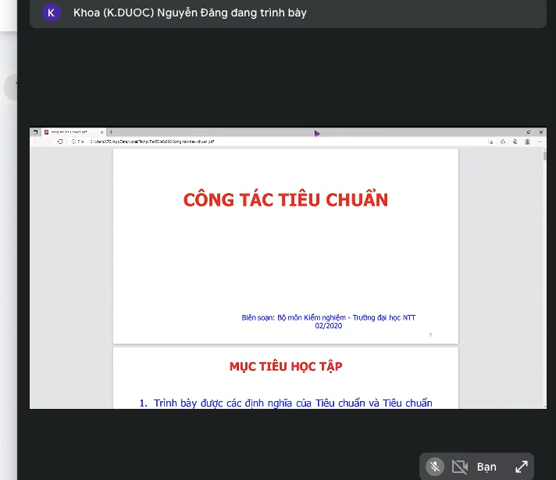 K Khoa (K.DUOC) Nguyễn Đăng đang trình bày
CÔNG TÁC TIÊU CHUẨN
Biên soạn: Bộ môn Kiểm nghiệm - Trường đại học NTT
02/2020
1
MỤC TIÊU HỌC TẬP
1. Trình bày được các định nghĩa của Tiêu chuẩn và Tiêu chuẩn
Bạn